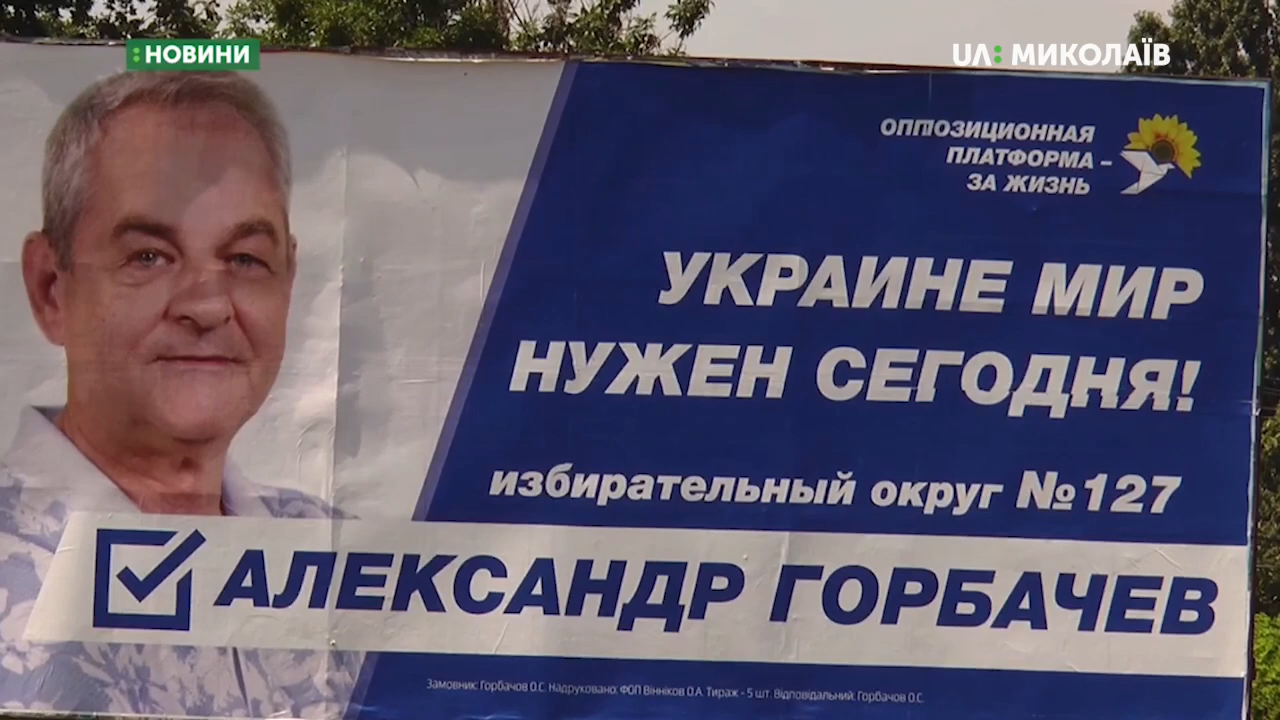 :НОВИНИ
UA: МИКОЛАЇВ
ОППОЗИЦИОННАЯ
ПЛАТФОРМА –
ЗА ЖИЗНЬ
УКРАИНЕ МИР
НУЖЕН СЕГОДНЯ!
избирательный округ №127
АЛЕКСАНДР ГОРБАЧЕВ
Замовник: Горбачов О.С. Надруковано: ФОП Вінніков О.А. Тираж - 5 шт. Відповідальний: Горбачов О.С.